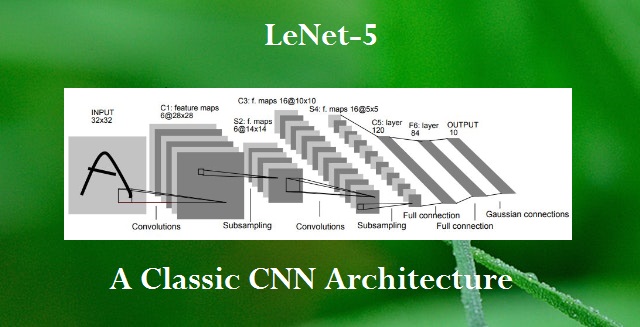 LeNet-5
INPUT
32x32
C1: feature maps
6@28x28
S2: f. maps
6@14x14
C3: f. maps 16@10x10
S4: f. maps 16@5x5
C5: layer
120
F6: layer
84
OUTPUT
10
Convolutions
Subsampling
Convolutions
Subsampling
Full connection
Full connection
Gaussian connections
A Classic CNN Architecture